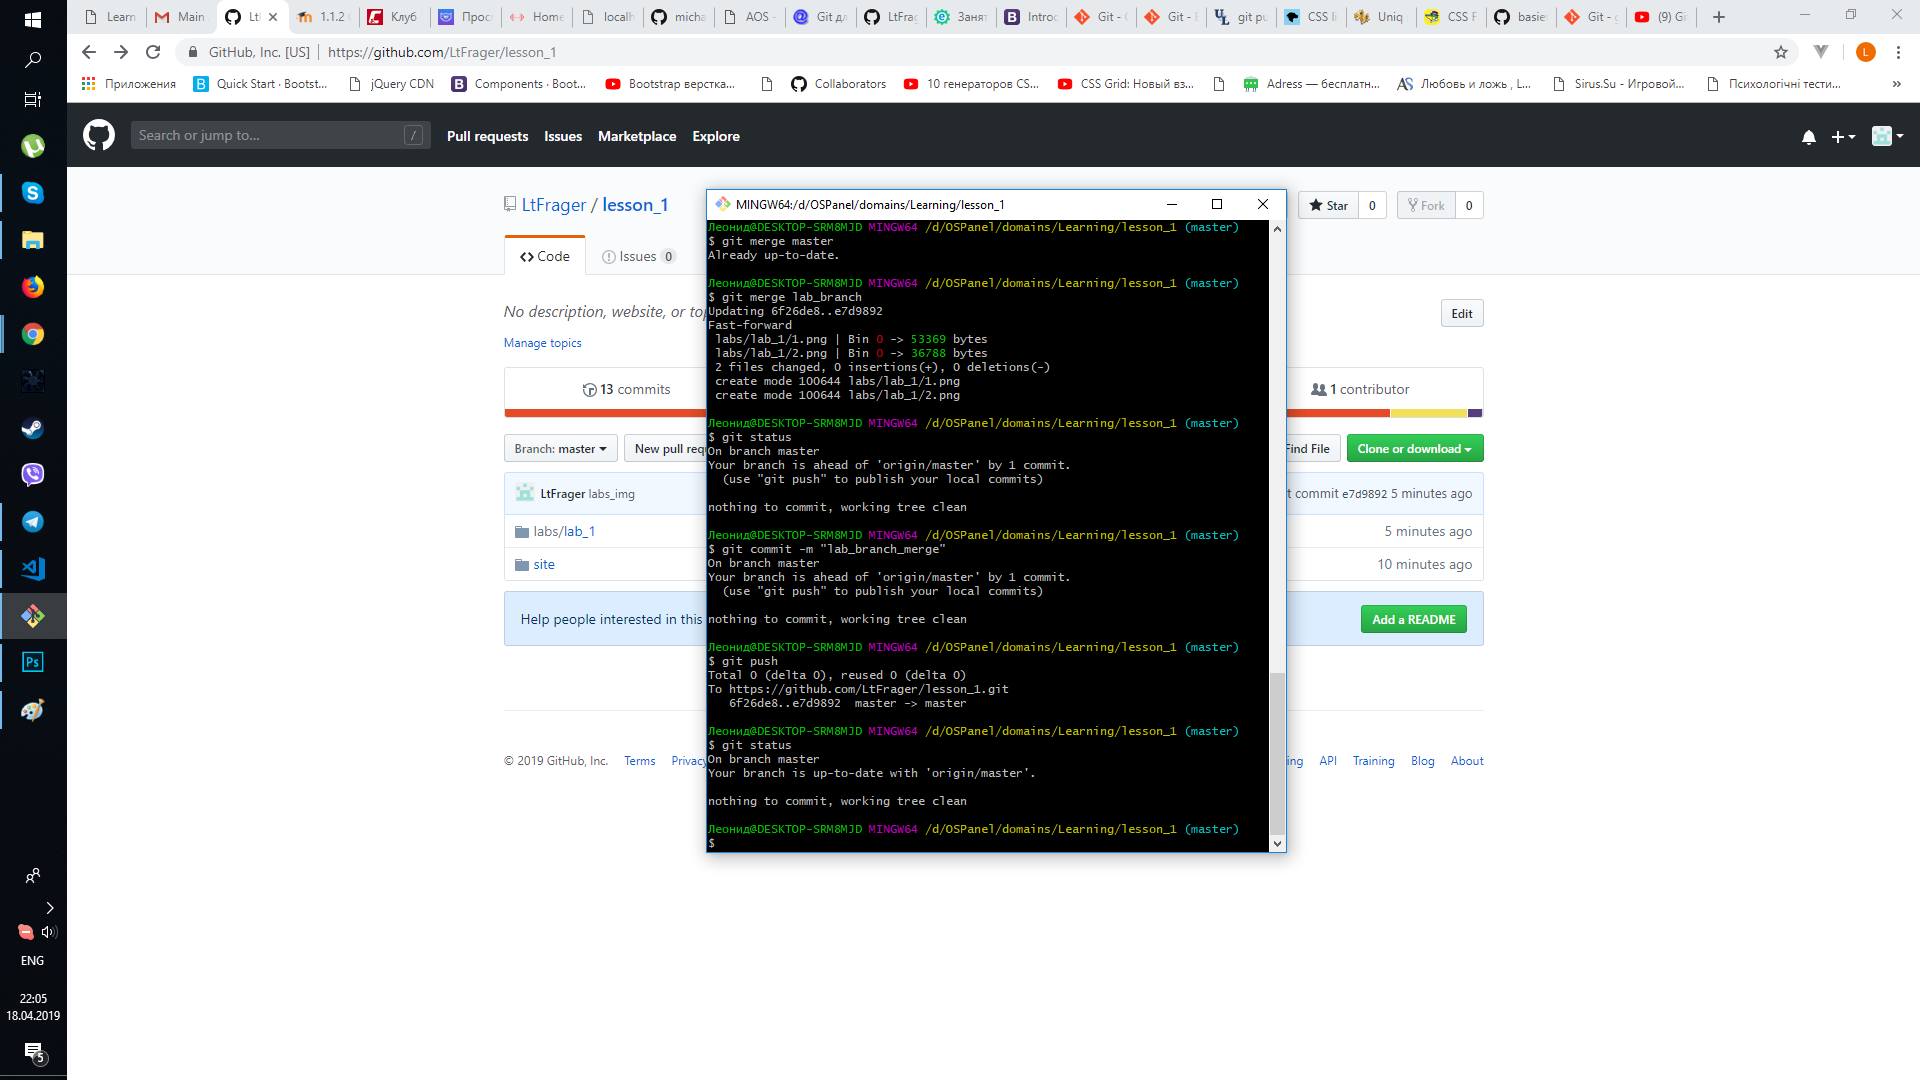 Learn
Main
Lt
1.1.2
Клуб
Прос
Home
localh
micha
AOS -
Git дл
LtFrag
Занят
Introc
Git -
Git -
git pu
CSS li
Uniq
CSS F
basie
Git -
(9) Gi
GitHub, Inc. [US] https://github.com/LtFrager/lesson_1
L
Приложения Quick Start · Bootst... jQuery CDN Components · Boot... Bootstrap верстка... Collaborators 10 генераторов CS... CSS Grid: Новый вз... Adress — бесплатн... Любовь и ложь , L... Sirus.Su - Игровой... Психологічні тести... »
Search or jump to... /
Pull requests Issues Marketplace Explore
LtFrager / lesson_1
Star 0
Fork 0
Code
Issues 0
No description, website, or to
Edit
Manage topics
13 commits
1 contributor
Branch: master
New pull req
Find File
Clone or download
LtFrager labs_img
t commit e7d9892 5 minutes ago
labs/lab_1
5 minutes ago
site
10 minutes ago
Help people interested in this
Add a README
© 2019 GitHub, Inc. Terms Privacy
ing API Training Blog About
MINGW64:/d/OSPanel/domains/Learning/lesson_1
Леонид@DESKTOP-SRM8MJD MINGW64 /d/OSPanel/domains/Learning/lesson_1 (master)
$ git merge master
Already up-to-date.
Леонид@DESKTOP-SRM8MJD MINGW64 /d/OSPanel/domains/Learning/lesson_1 (master)
$ git merge lab_branch
Updating 6f26de8..e7d9892
Fast-forward
labs/lab_1/1.png | Bin 0 -> 53369 bytes
labs/lab_1/2.png | Bin 0 -> 36788 bytes
2 files changed, 0 insertions(+), 0 deletions(-)
create mode 100644 labs/lab_1/1.png
create mode 100644 labs/lab_1/2.png
Леонид@DESKTOP-SRM8MJD MINGW64 /d/OSPanel/domains/Learning/lesson_1 (master)
$ git status
On branch master
Your branch is ahead of 'origin/master' by 1 commit.
(use "git push" to publish your local commits)
nothing to commit, working tree clean
Леонид@DESKTOP-SRM8MJD MINGW64 /d/OSPanel/domains/Learning/lesson_1 (master)
$ git commit -m "lab_branch_merge"
On branch master
Your branch is ahead of 'origin/master' by 1 commit.
(use "git push" to publish your local commits)
nothing to commit, working tree clean
Леонид@DESKTOP-SRM8MJD MINGW64 /d/OSPanel/domains/Learning/lesson_1 (master)
$ git push
Total 0 (delta 0), reused 0 (delta 0)
To https://github.com/LtFrager/lesson_1.git
6f26de8..e7d9892 master -> master
Леонид@DESKTOP-SRM8MJD MINGW64 /d/OSPanel/domains/Learning/lesson_1 (master)
$ git status
On branch master
Your branch is up-to-date with 'origin/master'.
nothing to commit, working tree clean
Леонид@DESKTOP-SRM8MJD MINGW64 /d/OSPanel/domains/Learning/lesson_1 (master)
$
Ps
ENG
22:05
18.04.2019
5